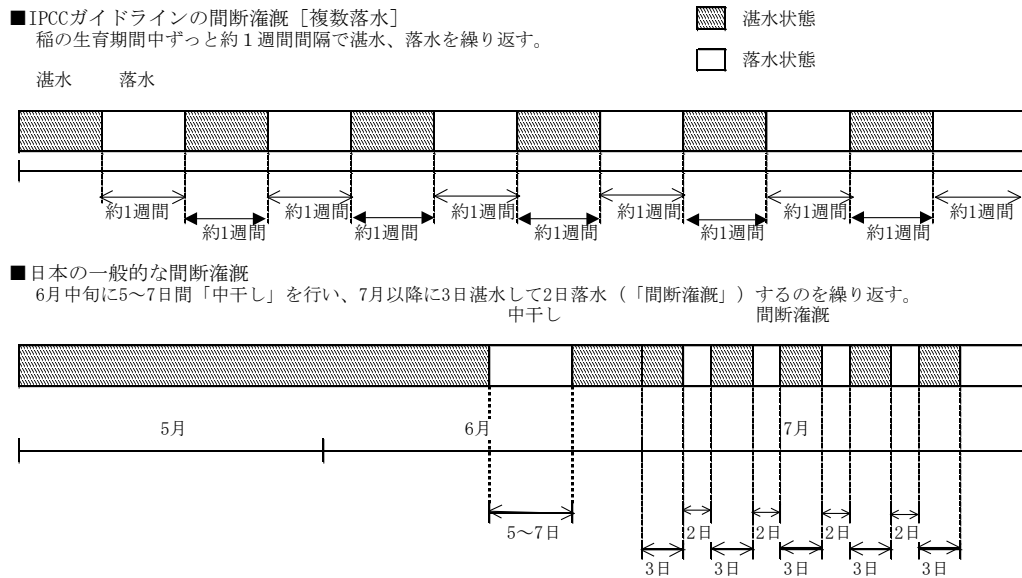 ■IPCCガイドラインの間断潅漑［複数落水］
稲の生育期間中ずっと約１週間間隔で湛水、落水を繰り返す。
湛水状態
落水状態
湛水 落水
約1週間 約1週間 約1週間 約1週間 約1週間 約1週間
約1週間 約1週間 約1週間 約1週間 約1週間
■日本の一般的な間断潅漑
6月中旬に5～7日間「中干し」を行い、7月以降に3日湛水して2日落水（「間断潅漑」）するのを繰り返す。
中干し 間断潅漑
5月 6月 7月
5～7日 2日 2日 2日 2日
3日 3日 3日 3日 3日